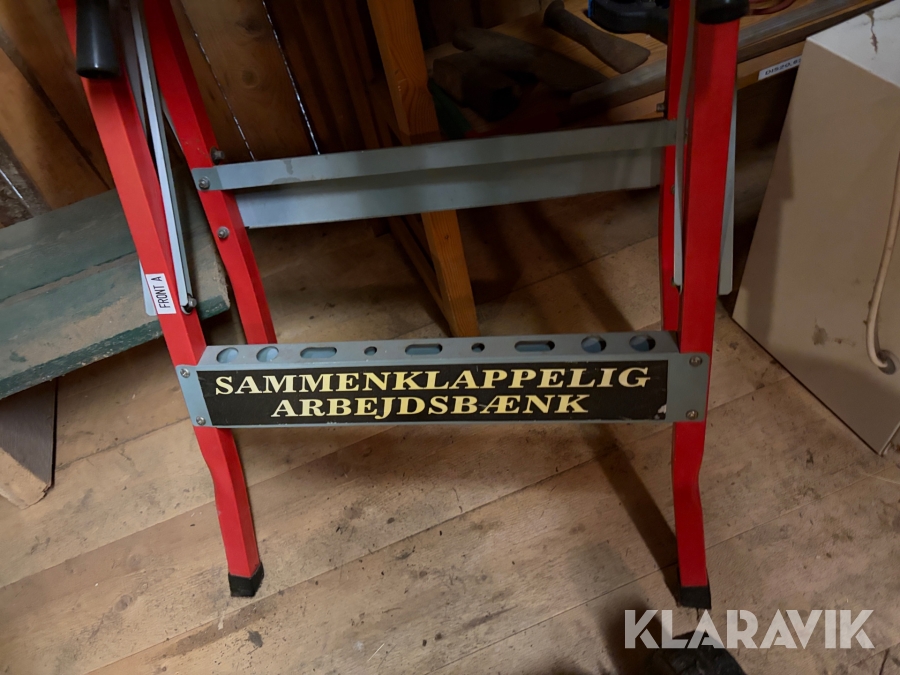 FRONT A
SAMMENKLAPPELIG
ARBEJDSBÆNK
KLARAVIK